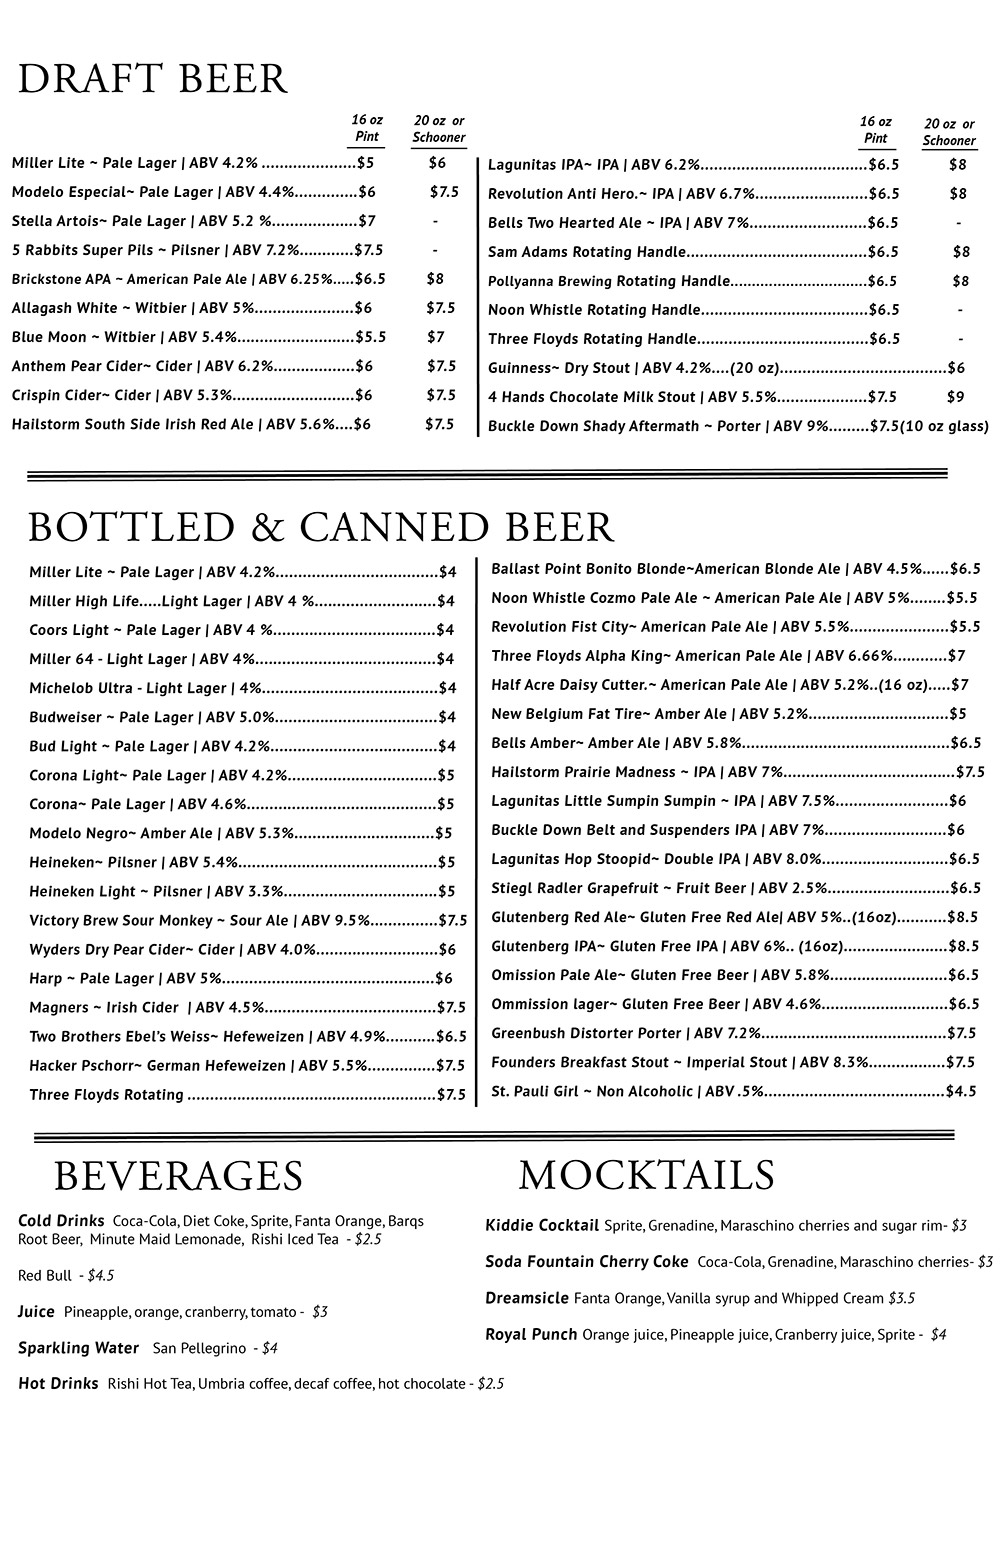 DRAFT BEER
16 oz Pint
20 oz or Schooner
Miller Lite ~ Pale Lager | ABV 4.2% .....................$5 $6
Modelo Especial~ Pale Lager | ABV 4.4%..............$6 $7.5
Stella Artois~ Pale Lager | ABV 5.2 %...................$7 -
5 Rabbits Super Pils ~ Pilsner | ABV 7.2%............$7.5 -
Brickstone APA ~ American Pale Ale | ABV 6.25%.....$6.5 $8
Allagash White ~ Witbier | ABV 5%......................$6 $7.5
Blue Moon ~ Witbier | ABV 5.4%..........................$5.5 $7
Anthem Pear Cider~ Cider | ABV 6.2%..................$6 $7.5
Crispin Cider~ Cider | ABV 5.3%...........................$6 $7.5
Hailstorm South Side Irish Red Ale | ABV 5.6%....$6 $7.5
16 oz Pint
20 oz or Schooner
Lagunitas IPA~ IPA | ABV 6.2%.....................................$6.5 $8
Revolution Anti Hero.~ IPA | ABV 6.7%.........................$6.5 $8
Bells Two Hearted Ale ~ IPA | ABV 7%..........................$6.5 -
Sam Adams Rotating Handle........................................$6.5 $8
Pollyanna Brewing Rotating Handle..............................$6.5 $8
Noon Whistle Rotating Handle.....................................$6.5 -
Three Floyds Rotating Handle......................................$6.5 -
Guinness~ Dry Stout | ABV 4.2%....(20 oz).....................................$6
4 Hands Chocolate Milk Stout | ABV 5.5%....................$7.5 $9
Buckle Down Shady Aftermath ~ Porter | ABV 9%.........$7.5(10 oz glass)
BOTTLED & CANNED BEER
Miller Lite ~ Pale Lager | ABV 4.2%....................................$4
Miller High Life.....Light Lager | ABV 4 %...........................$4
Coors Light ~ Pale Lager | ABV 4 %....................................$4
Miller 64 - Light Lager | ABV 4%........................................$4
Michelob Ultra - Light Lager | 4%.......................................$4
Budweiser ~ Pale Lager | ABV 5.0%....................................$4
Bud Light ~ Pale Lager | ABV 4.2%.....................................$4
Corona Light~ Pale Lager | ABV 4.2%.................................$5
Corona~ Pale Lager | ABV 4.6%..........................................$5
Modelo Negro~ Amber Ale | ABV 5.3%...............................$5
Heineken~ Pilsner | ABV 5.4%............................................$5
Heineken Light ~ Pilsner | ABV 3.3%..................................$5
Victory Brew Sour Monkey ~ Sour Ale | ABV 9.5%...............$7.5
Wyders Dry Pear Cider~ Cider | ABV 4.0%...........................$6
Harp ~ Pale Lager | ABV 5%...............................................$6
Magners ~ Irish Cider | ABV 4.5%......................................$7.5
Two Brothers Ebel's Weiss~ Hefeweizen | ABV 4.9%...........$6.5
Hacker Pschorr~ German Hefeweizen | ABV 5.5%...............$7.5
Three Floyds Rotating .......................................................$7.5
Ballast Point Bonito Blonde~American Blonde Ale | ABV 4.5%......$6.5
Noon Whistle Cozmo Pale Ale ~ American Pale Ale | ABV 5%........$5.5
Revolution Fist City~ American Pale Ale | ABV 5.5%......................$5.5
Three Floyds Alpha King~ American Pale Ale | ABV 6.66%............$7
Half Acre Daisy Cutter.~ American Pale Ale | ABV 5.2%..(16 oz).....$7
New Belgium Fat Tire~ Amber Ale | ABV 5.2%...............................$5
Bells Amber~ Amber Ale | ABV 5.8%..............................................$6.5
Hailstorm Prairie Madness ~ IPA | ABV 7%............................................$7.5
Lagunitas Little Sumpin Sumpin ~ IPA | ABV 7.5%.........................$6
Buckle Down Belt and Suspenders IPA | ABV 7%...........................$6
Lagunitas Hop Stoopid~ Double IPA | ABV 8.0%............................$6.5
Stiegl Radler Grapefruit ~ Fruit Beer | ABV 2.5%...........................$6.5
Glutenberg Red Ale~ Gluten Free Red Ale| ABV 5%..(16oz)...........$8.5
Glutenberg IPA~ Gluten Free IPA | ABV 6%.. (16oz).......................$8.5
Omission Pale Ale~ Gluten Free Beer | ABV 5.8%..........................$6.5
Ommission lager~ Gluten Free Beer | ABV 4.6%............................$6.5
Greenbush Distorter Porter | ABV 7.2%.........................................$7.5
Founders Breakfast Stout ~ Imperial Stout | ABV 8.3%.................$7.5
St. Pauli Girl ~ Non Alcoholic | ABV .5%........................................$4.5
BEVERAGES
Cold Drinks Coca-Cola, Diet Coke, Sprite, Fanta Orange, Barqs
Root Beer, Minute Maid Lemonade, Rishi Iced Tea - $2.5
Red Bull - $4.5
Juice Pineapple, orange, cranberry, tomato - $3
Sparkling Water San Pellegrino - $4
Hot Drinks Rishi Hot Tea, Umbria coffee, decaf coffee, hot chocolate - $2.5
MOCKTAILS
Kiddie Cocktail Sprite, Grenadine, Maraschino cherries and sugar rim- $3
Soda Fountain Cherry Coke Coca-Cola, Grenadine, Maraschino cherries- $3
Dreamsicle Fanta Orange, Vanilla syrup and Whipped Cream $3.5
Royal Punch Orange juice, Pineapple juice, Cranberry juice, Sprite - $4